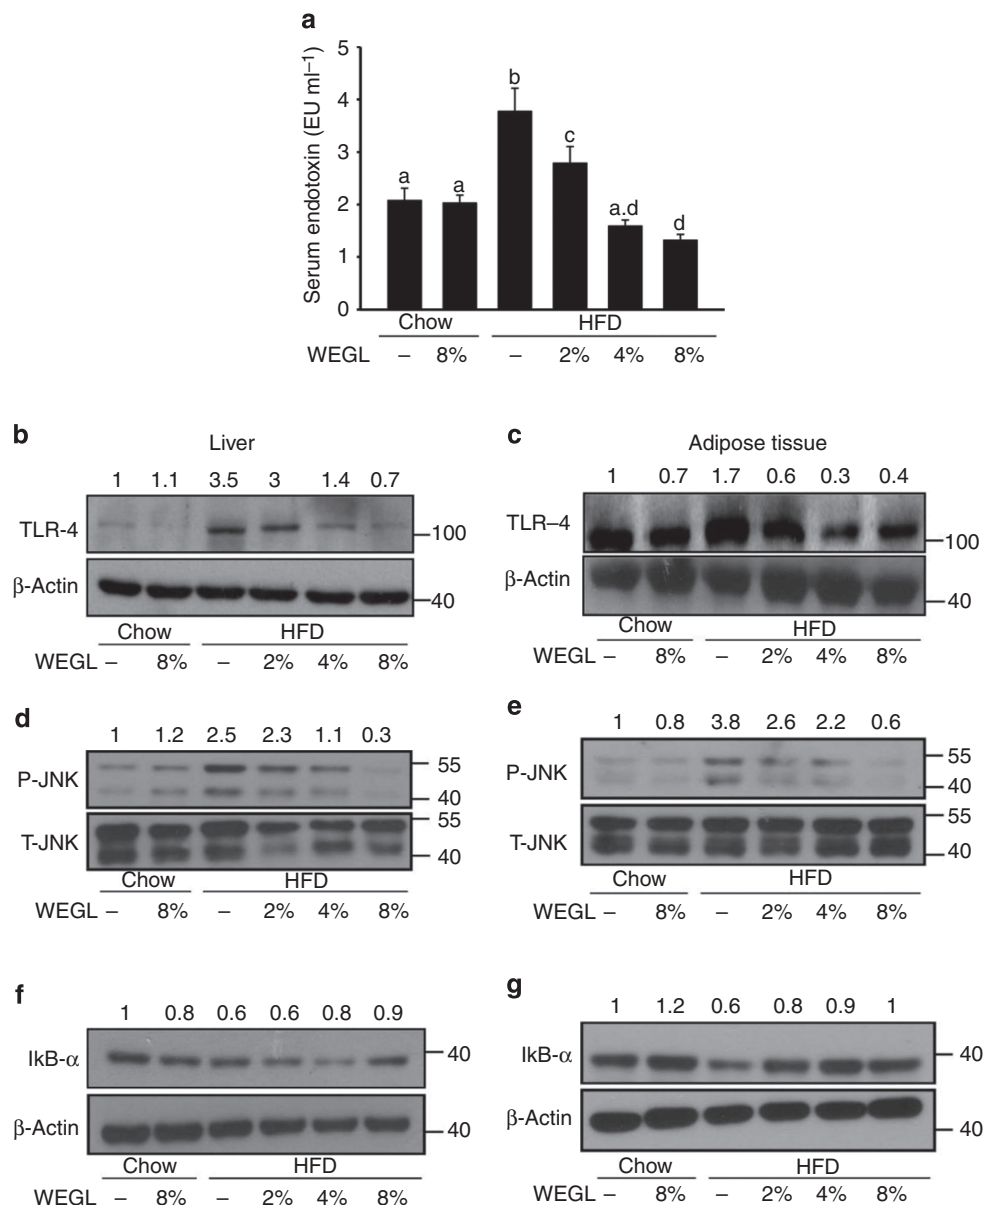 a
Serum endotoxin (EU ml⁻¹)
5
4
3
2
1
0
a a b c a.d d
Chow HFD
WEGL – 8% – 2% 4% 8%
b
Liver
1 1.1 3.5 3 1.4 0.7
TLR-4
100
β-Actin
40
Chow HFD
WEGL – 8% – 2% 4% 8%
c
Adipose tissue
1 0.7 1.7 0.6 0.3 0.4
TLR–4
100
β-Actin
40
Chow HFD
WEGL – 8% – 2% 4% 8%
d
1 1.2 2.5 2.3 1.1 0.3
P-JNK
55
40
T-JNK
55
40
Chow HFD
WEGL – 8% – 2% 4% 8%
e
1 0.8 3.8 2.6 2.2 0.6
P-JNK
55
40
T-JNK
55
40
Chow HFD
WEGL – 8% – 2% 4% 8%
f
1 0.8 0.6 0.6 0.8 0.9
IkB-α
40
β-Actin
40
Chow HFD
WEGL – 8% – 2% 4% 8%
g
1 1.2 0.6 0.8 0.9 1
IkB-α
40
β-Actin
40
Chow HFD
WEGL – 8% – 2% 4% 8%